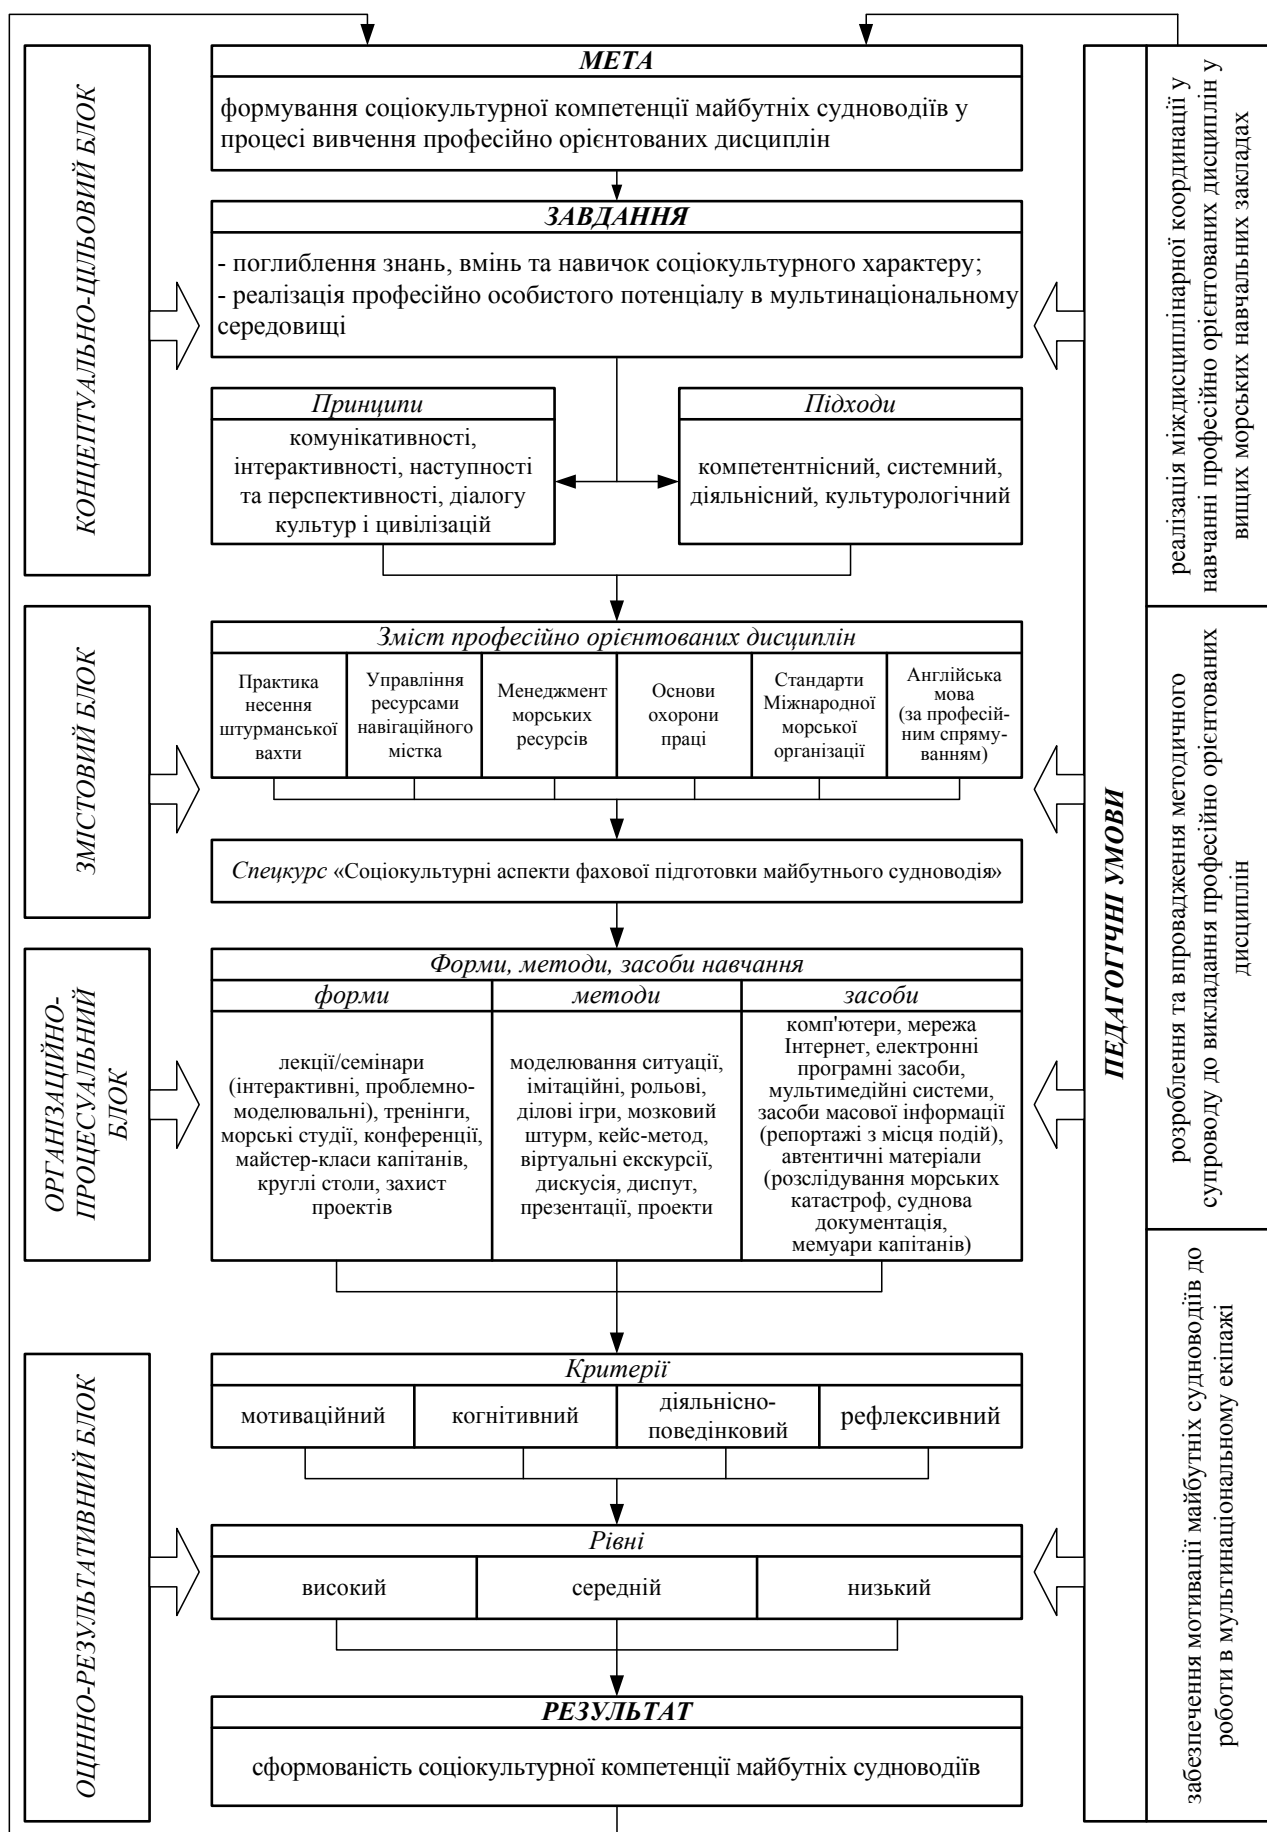 КОНЦЕПТУАЛЬНО-ЦІЛЬОВИЙ БЛОК
МЕТА
формування соціокультурної компетенції майбутніх судноводіїв у
процесі вивчення професійно орієнтованих дисциплін
ЗАВДАННЯ
- поглиблення знань, вмінь та навичок соціокультурного характеру;
- реалізація професійно особистого потенціалу в мультинаціональному
середовищі
Принципи
комунікативності,
інтерактивності, наступності
та перспективності, діалогу
культур і цивілізацій
Підходи
компетентнісний, системний,
діяльнісний, культурологічний
ЗМІСТОВИЙ БЛОК
Зміст професійно орієнтованих дисциплін
Практика
несення
штурманської
вахти
Управління
ресурсами
навігаційного
містка
Менеджмент
морських
ресурсів
Основи
охорони
праці
Стандарти
Міжнародної
морської
організації
Англійська
мова
(за професій-
ним спряму-
ванням)
Спецкурс «Соціокультурні аспекти фахової підготовки майбутнього судноводія»
ОРГАНІЗАЦІЙНО-
ПРОЦЕСУАЛЬНИЙ
БЛОК
Форми, методи, засоби навчання
форми
лекції/семінари
(інтерактивні, проблемно-
моделювальні), тренінги,
морські студії, конференції,
майстер-класи капітанів,
круглі столи, захист
проектів
методи
моделювання ситуації,
імітаційні, рольові,
ділові ігри, мозковий
штурм, кейс-метод,
віртуальні екскурсії,
дискусія, диспут,
презентації, проекти
засоби
комп'ютери, мережа
Інтернет, електронні
програмні засоби,
мультимедійні системи,
засоби масової інформації
(репортажі з місця подій),
автентичні матеріали
(розслідування морських
катастроф, суднова
документація,
мемуари капітанів)
ОЦІННО-РЕЗУЛЬТАТИВНИЙ БЛОК
Критерії
мотиваційний
когнітивний
діяльнісно-
поведінковий
рефлексивний
Рівні
високий
середній
низький
РЕЗУЛЬТАТ
сформованість соціокультурної компетенції майбутніх судноводіїв
ПЕДАГОГІЧНІ УМОВИ
реалізація міждисциплінарної координації у
навчанні професійно орієнтованих дисциплін у
вищих морських навчальних закладах
розроблення та впровадження методичного
супроводу до викладання професійно орієнтованих
дисциплін
забезпечення мотивації майбутніх судноводіїв до
роботи в мультинаціональному екіпажі